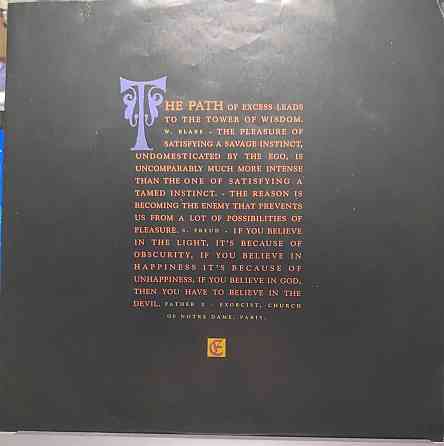 THE PATH OF EXCESS LEADS
TO THE TOWER OF WISDOM.
W. BLAKE - THE PLEASURE OF
SATISFYING A SAVAGE INSTINCT,
UNDOMESTICATED BY THE EGO, IS
UNCOMPARABLY MUCH MORE INTENSE
THAN THE ONE OF SATISFYING A
TAMED INSTINCT. - THE REASON IS
BECOMING THE ENEMY THAT PREVENTS
US FROM A LOT OF POSSIBILITIES OF
PLEASURE. S. FREUD - IF YOU BELIEVE
IN THE LIGHT, IT'S BECAUSE OF
OBSCURITY, IF YOU BELIEVE IN
HAPPINESS IT'S BECAUSE OF
UNHAPPINESS, IF YOU BELIEVE IN GOD,
THEN YOU HAVE TO BELIEVE IN THE
DEVIL. FATHER X - EXORCIST, CHURCH
OF NOTRE DAME, PARIS.